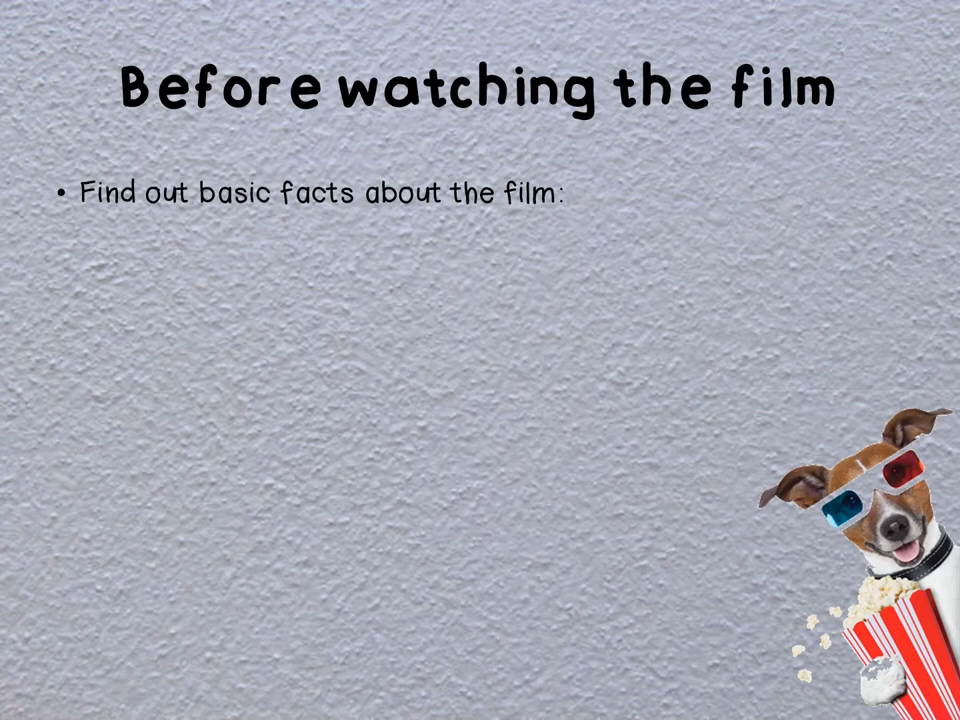 Before watching the film
• Find out basic facts about the film: